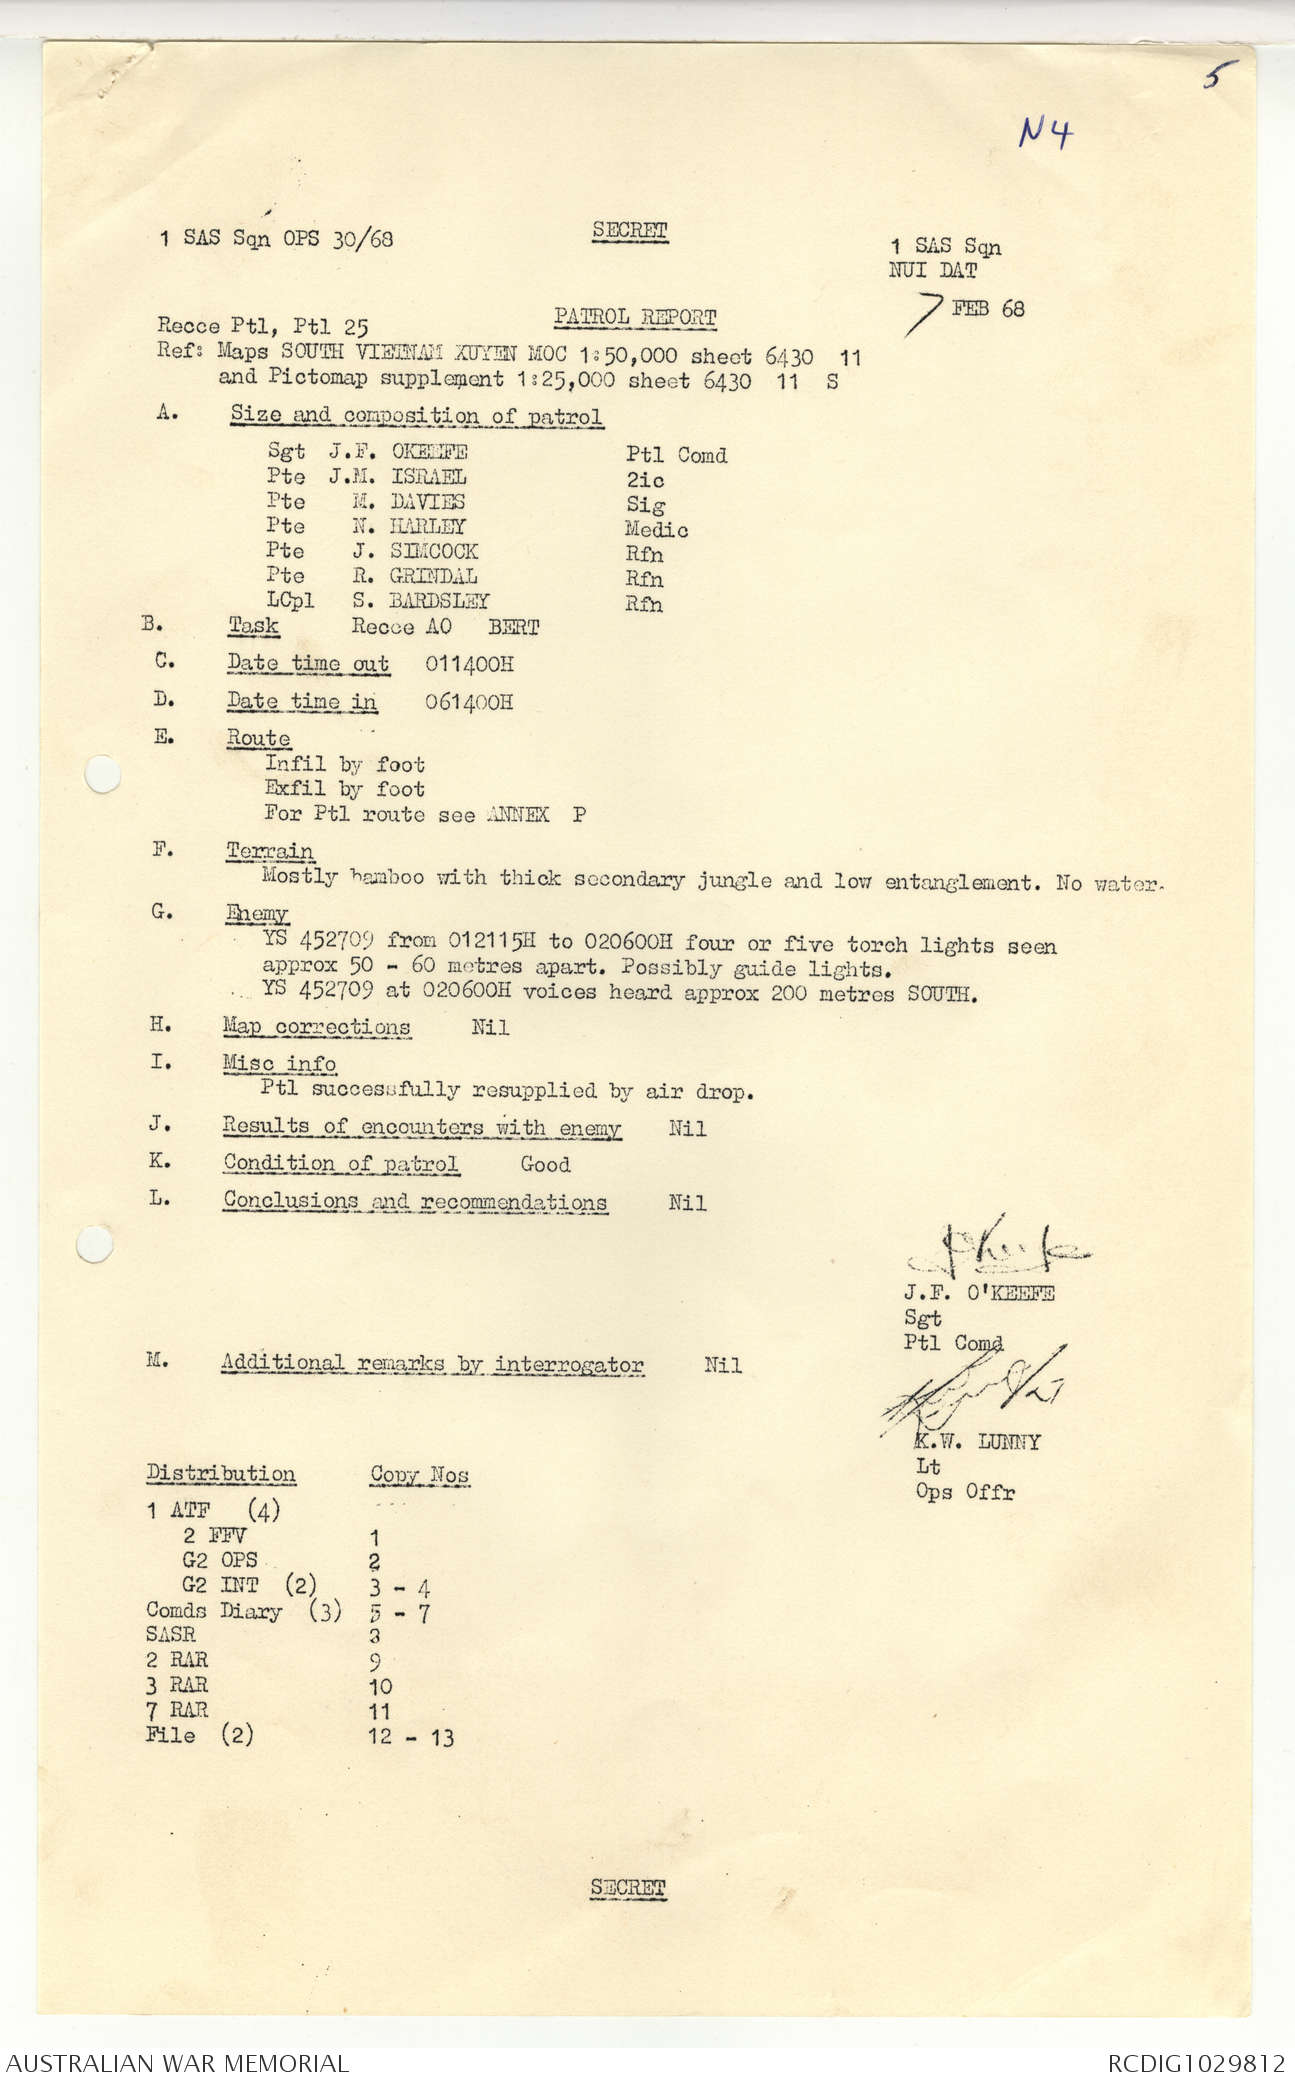 5
N4
1 SAS Sqn OPS 30/68
SECRET
1 SAS Sqn
NUI DAT
7 FEB 68
Recce Ptl, Ptl 25
PATROL REPORT
Ref: Maps SOUTH VIETNAM XUYEN MOC 1:50,000 sheet 6430 11
and Pictomap supplement 1:25,000 sheet 6430 11 S
A. Size and composition of patrol
Sgt J.F. OKEEFE Ptl Comd
Pte J.M. ISRAEL 2ic
Pte M. DAVIES Sig
Pte N. HARLEY Medic
Pte J. SIMCOCK Rfn
Pte R. GRINDAL Rfn
LCpl S. BARDSLEY Rfn
B. Task Recce AO BERT
C. Date time out 011400H
D. Date time in 061400H
E. Route
Infil by foot
Exfil by foot
For Ptl route see ANNEX P
F. Terrain
Mostly bamboo with thick secondary jungle and low entanglement. No water.
G. Enemy
YS 452709 from 012115H to 020600H four or five torch lights seen
approx 50 - 60 metres apart. Possibly guide lights.
YS 452709 at 020600H voices heard approx 200 metres SOUTH.
H. Map corrections Nil
I. Misc info
Ptl successfully resupplied by air drop.
J. Results of encounters with enemy Nil
K. Condition of patrol Good
L. Conclusions and recommendations Nil
J.F. O'KEEFE
Sgt
Ptl Comd
M. Additional remarks by interrogator Nil
K.W. LUNNY
Lt
Ops Offr
Distribution Copy Nos
1 ATF (4)
2 FFV 1
G2 OPS 2
G2 INT (2) 3 - 4
Comds Diary (3) 5 - 7
SASR 8
2 RAR 9
3 RAR 10
7 RAR 11
File (2) 12 - 13
SECRET
AUSTRALIAN WAR MEMORIAL
RCDIG1029812